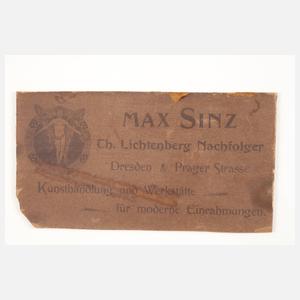 MAX SINZ
Th. Lichtenberg Nachfolger
Dresden & Prager Strasse
Kunsthandlung und Werkstätte
für moderne Einrahmungen.